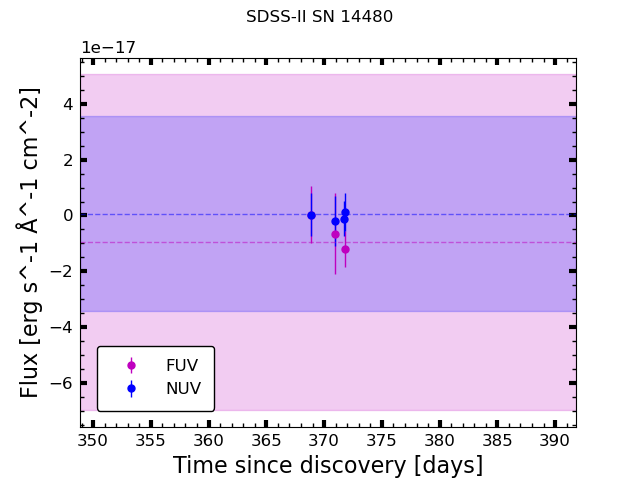 SDSS-II SN 14480
1e−17
4
2
0
−2
−4
−6
Flux [erg s^-1 Å^-1 cm^-2]
FUV
NUV
350 355 360 365 370 375 380 385 390
Time since discovery [days]